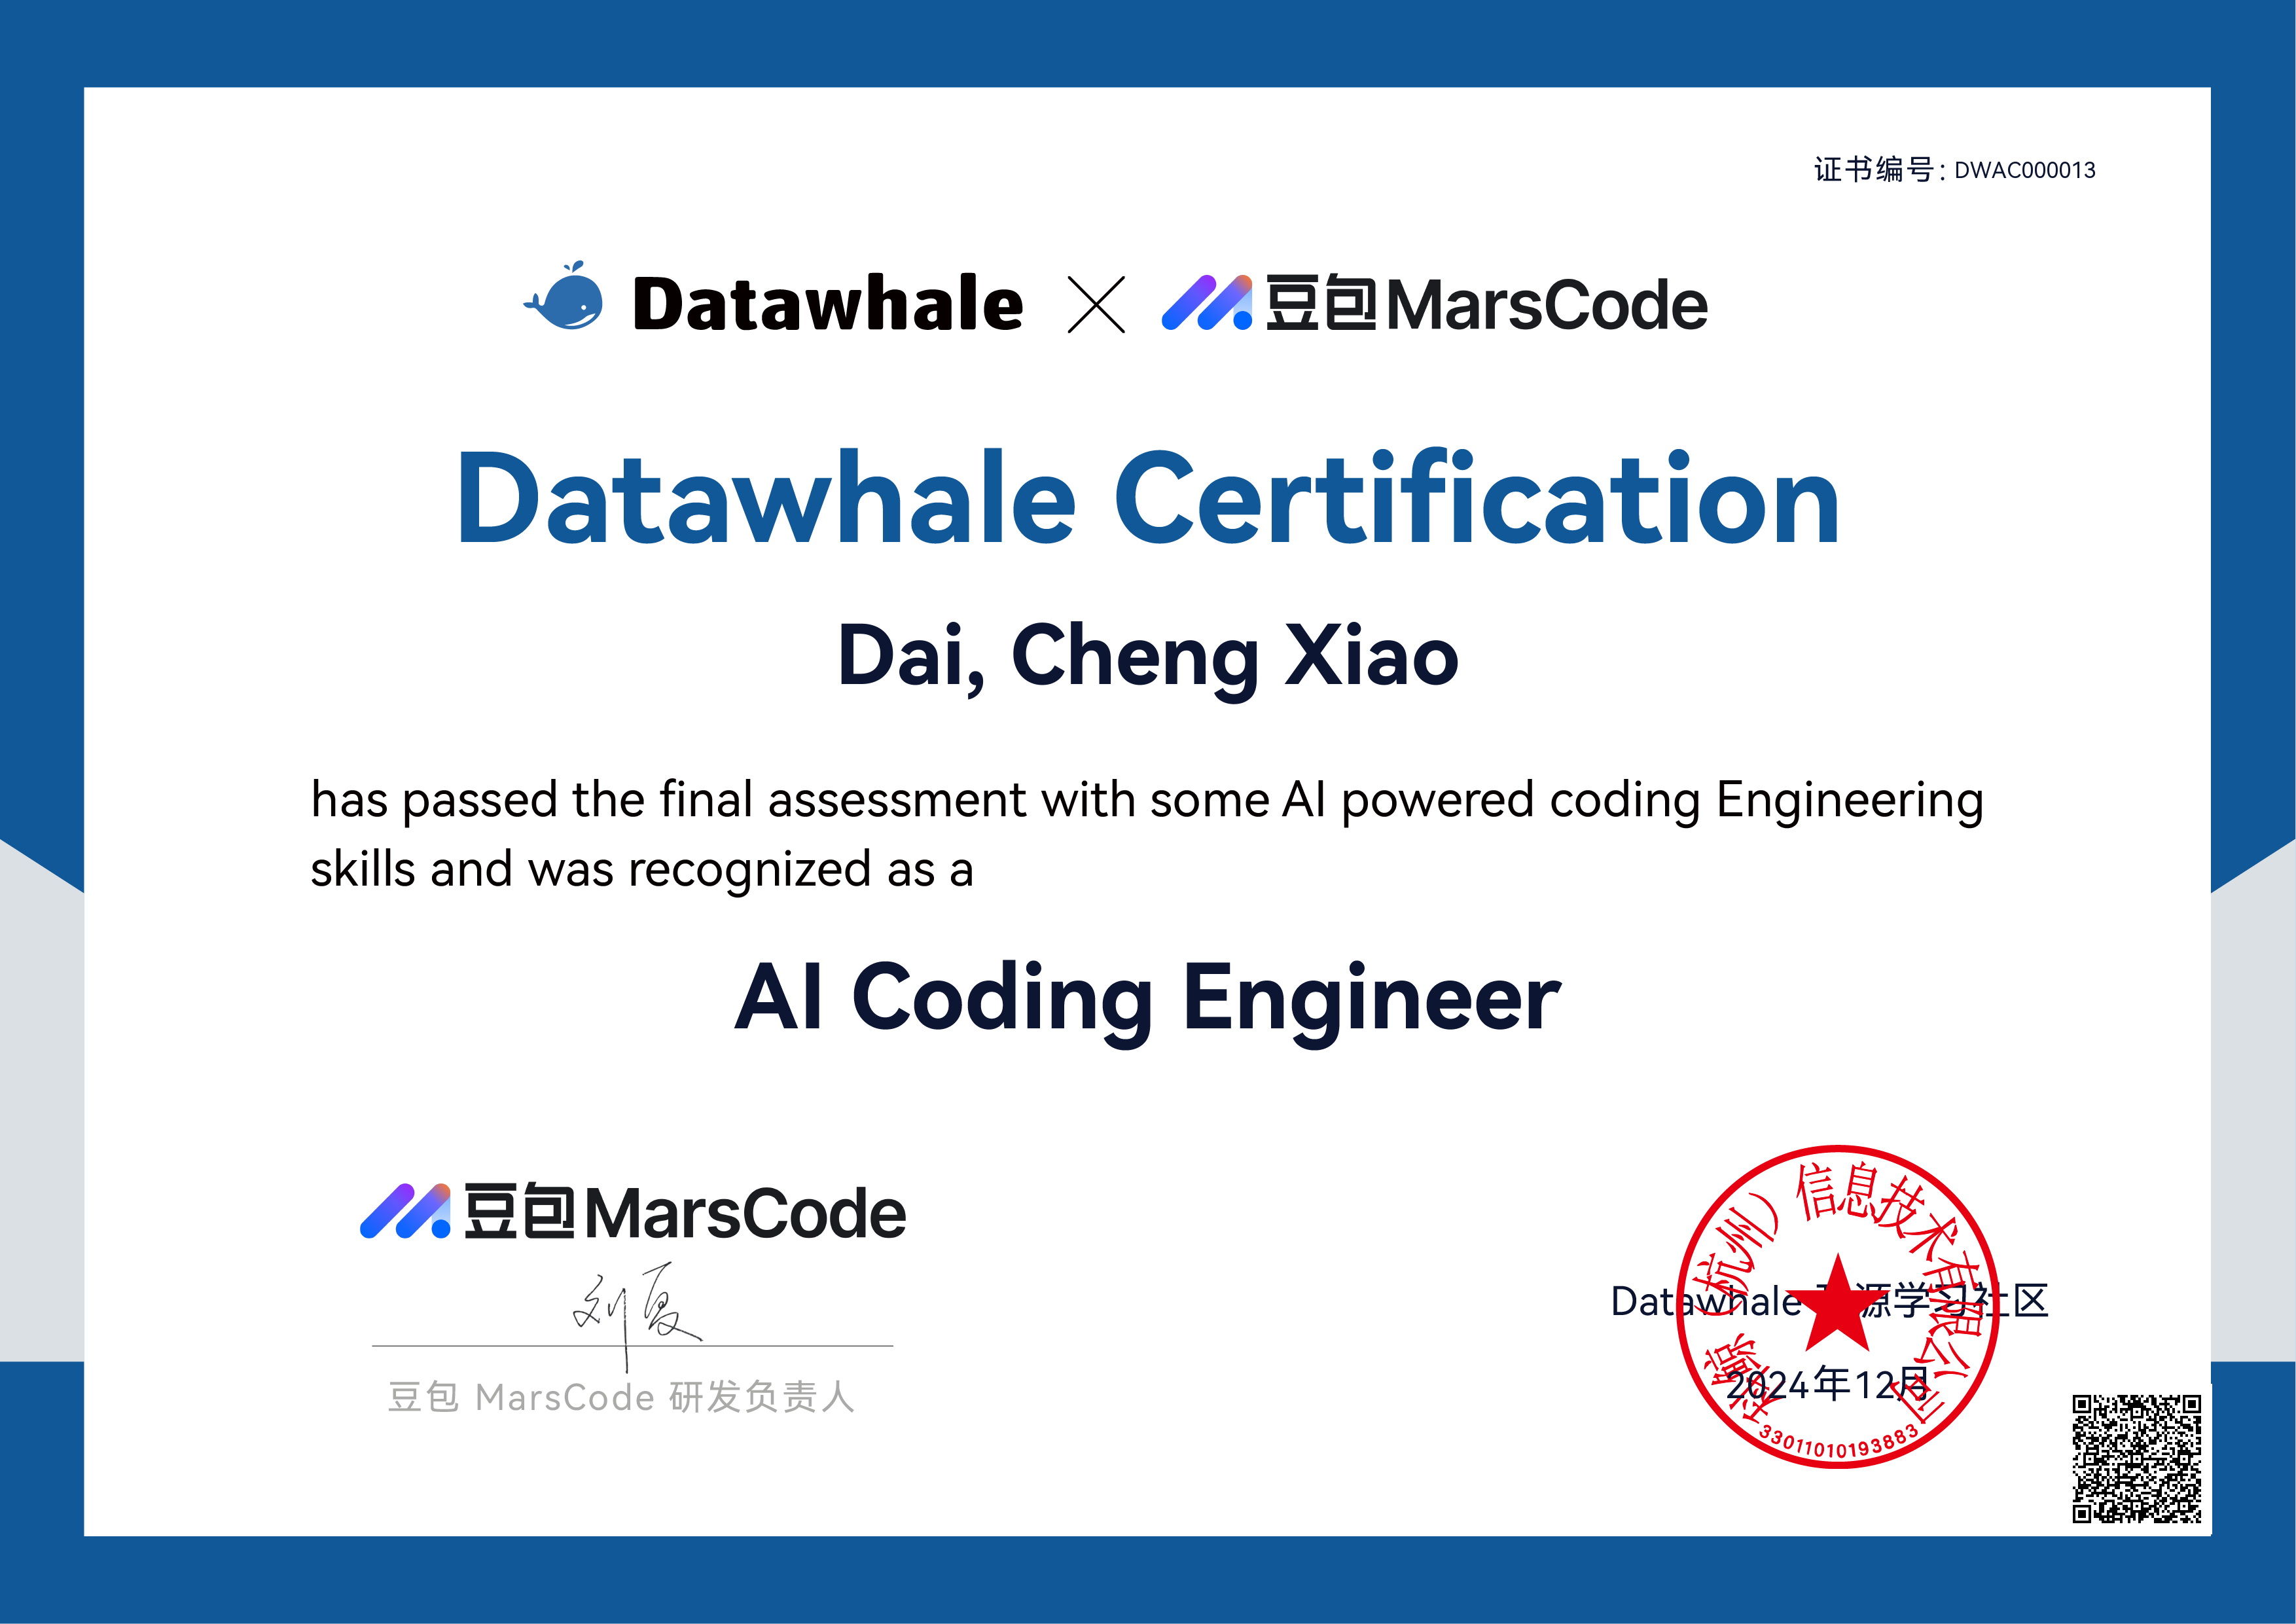 证书编号：DWAC000013
Datawhale × 豆包MarsCode
Datawhale Certification
Dai, Cheng Xiao
has passed the final assessment with some AI powered coding Engineering
skills and was recognized as a
AI Coding Engineer
豆包MarsCode
刘夏
豆包 MarsCode 研发负责人
（杭州）信息技术有限公司
Datawhale 开源学习社区
2024年12月
33011010193883